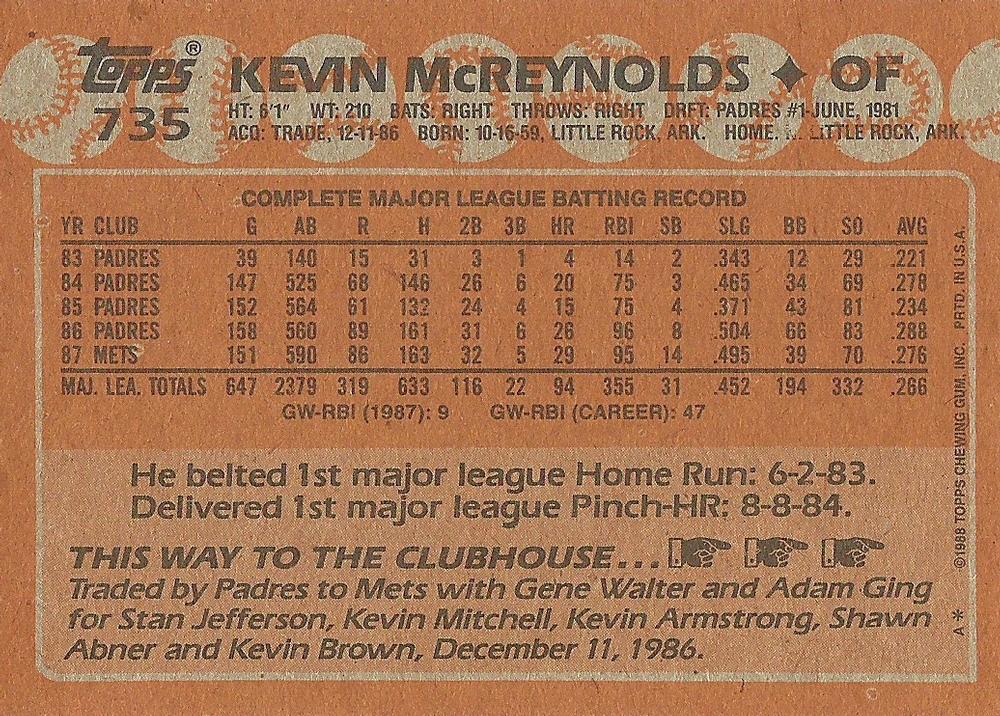 Topps® KEVIN McREYNOLDS ♦ OF
735
HT: 6'1" WT: 210 BATS: RIGHT THROWS: RIGHT DRFT: PADRES #1-JUNE, 1981
ACQ: TRADE, 12-11-86 BORN: 10-16-59, LITTLE ROCK, ARK. HOME: LITTLE ROCK, ARK.
COMPLETE MAJOR LEAGUE BATTING RECORD
YR CLUB G AB R H 2B 3B HR RBI SB SLG BB SO AVG
83 PADRES 39 140 15 31 3 1 4 14 2 .343 12 29 .221
84 PADRES 147 525 68 146 26 6 20 75 3 .465 34 69 .278
85 PADRES 152 564 61 132 24 4 15 75 4 .371 43 81 .234
86 PADRES 158 560 89 161 31 6 26 96 8 .504 66 83 .288
87 METS 151 590 86 163 32 5 29 95 14 .495 39 70 .276
MAJ. LEA. TOTALS 647 2379 319 633 116 22 94 355 31 .452 194 332 .266
GW-RBI (1987): 9 GW-RBI (CAREER): 47
He belted 1st major league Home Run: 6-2-83.
Delivered 1st major league Pinch-HR: 8-8-84.
THIS WAY TO THE CLUBHOUSE...
Traded by Padres to Mets with Gene Walter and Adam Ging
for Stan Jefferson, Kevin Mitchell, Kevin Armstrong, Shawn
Abner and Kevin Brown, December 11, 1986.
©1988 TOPPS CHEWING GUM, INC. PRTD. IN U.S.A.
A *